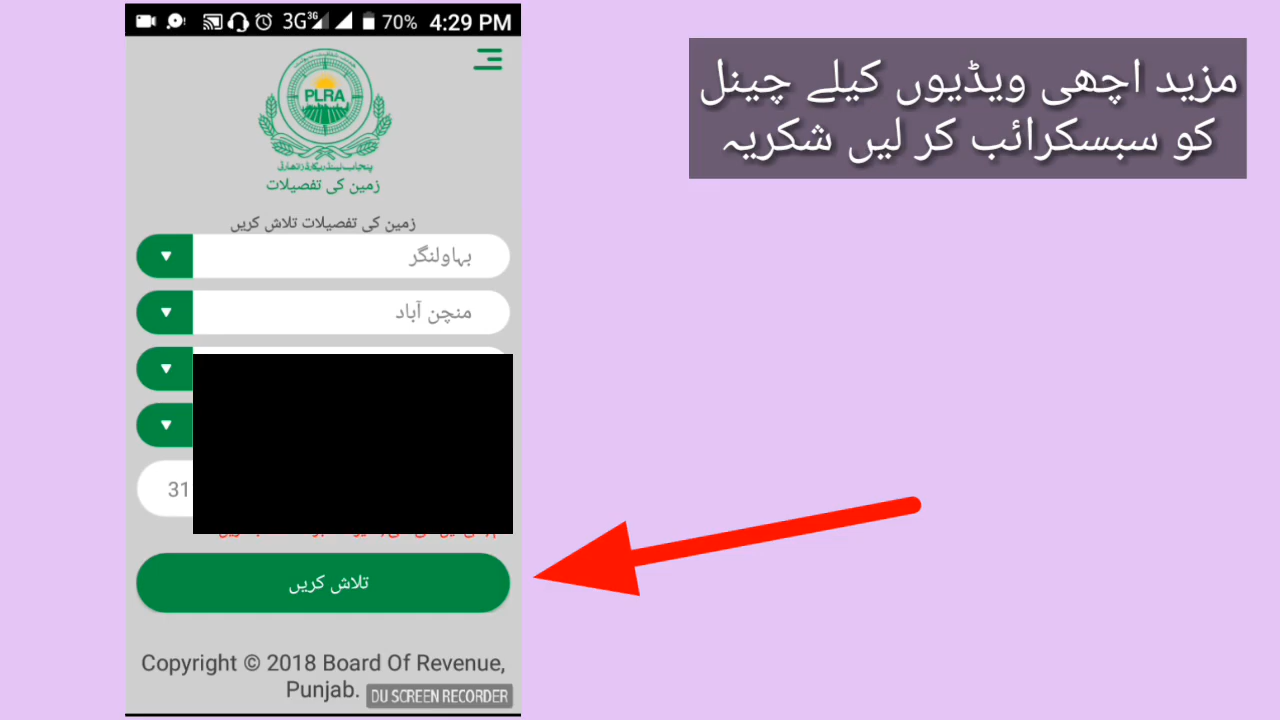 3G 3G 70% 4:29 PM
PLRA
زمین کی تفصیلات
زمین کی تفصیلات تلاش کریں
بہاولنگر
منچن آباد
31
تلاش کریں
Copyright © 2018 Board Of Revenue,
Punjab.
DU SCREEN RECORDER
مزید اچھی ویڈیوں کیلے چینل
کو سبسکرائب کر لیں شکریہ